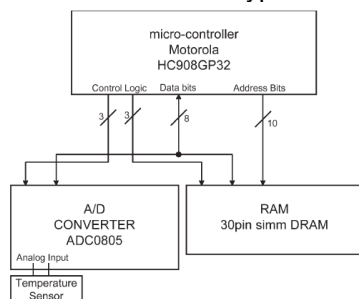 micro-controller
Motorola
HC908GP32
Control Logic Data bits Address Bits
3 3 8 10
A/D
CONVERTER
ADC0805
Analog Input
RAM
30pin simm DRAM
Temperature
Sensor